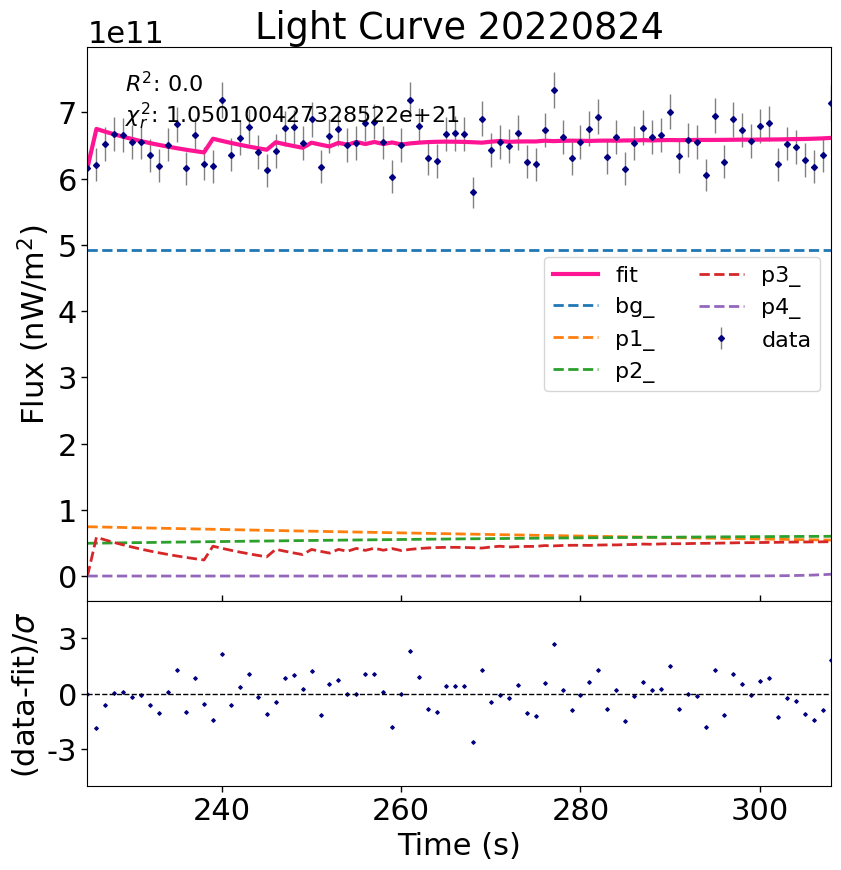 Light Curve 20220824
1e11
R²: 0.0
χ²ᵣ: 1.050100427328522e+21
7
6
5
4
3
2
1
0
Flux (nW/m²)
fit
bg_
p1_
p2_
p3_
p4_
data
3
0
-3
(data-fit)/σ
240 260 280 300
Time (s)